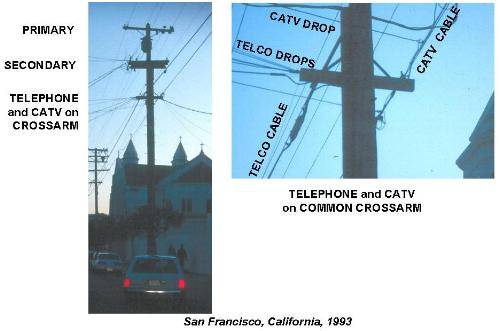 PRIMARY
SECONDARY
TELEPHONE
and CATV on
CROSSARM
CATV DROP
CATV CABLE
TELCO DROPS
TELCO CABLE
TELEPHONE and CATV
on COMMON CROSSARM
San Francisco, California, 1993